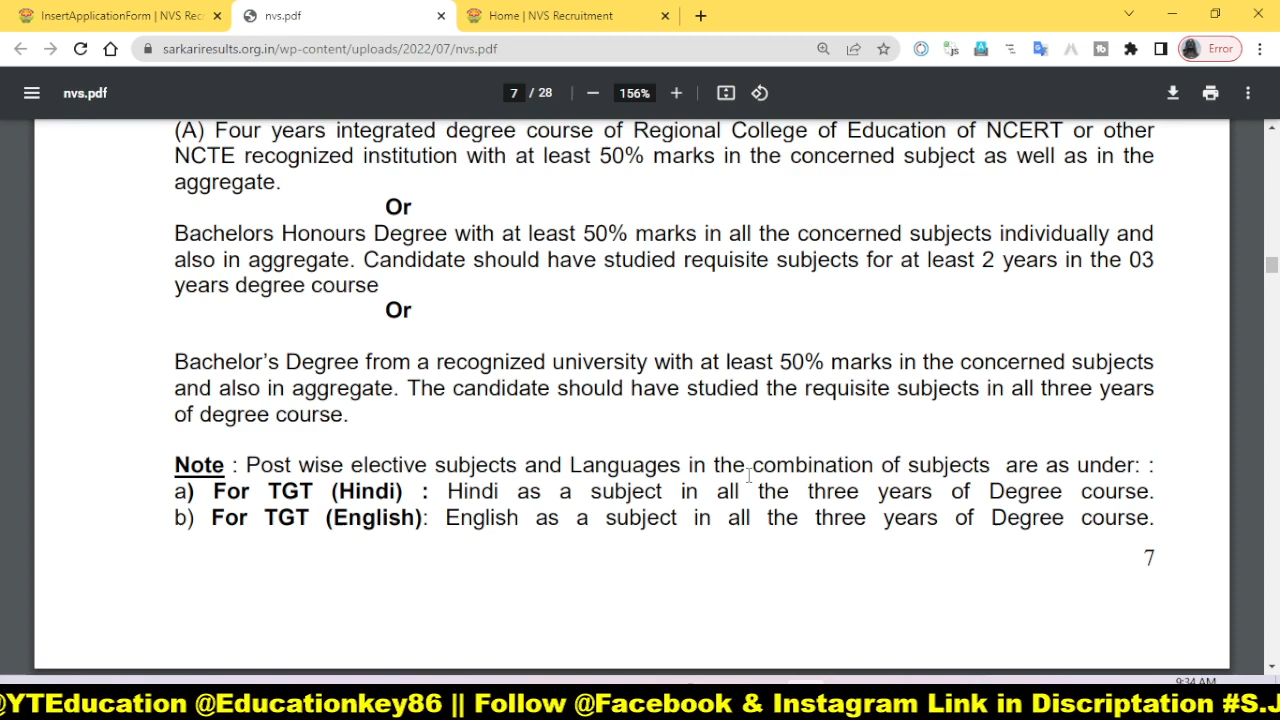 InsertApplicationForm | NVS Rec
nvs.pdf
Home | NVS Recruitment
sarkariresults.org.in/wp-content/uploads/2022/07/nvs.pdf
Error
nvs.pdf
7 / 28
156%
(A) Four years integrated degree course of Regional College of Education of NCERT or other
NCTE recognized institution with at least 50% marks in the concerned subject as well as in the
aggregate.
Or
Bachelors Honours Degree with at least 50% marks in all the concerned subjects individually and
also in aggregate. Candidate should have studied requisite subjects for at least 2 years in the 03
years degree course
Or
Bachelor's Degree from a recognized university with at least 50% marks in the concerned subjects
and also in aggregate. The candidate should have studied the requisite subjects in all three years
of degree course.
Note : Post wise elective subjects and Languages in the combination of subjects are as under: :
a) For TGT (Hindi) : Hindi as a subject in all the three years of Degree course.
b) For TGT (English): English as a subject in all the three years of Degree course.
7
9:34 AM
@YTEducation @Educationkey86 || Follow @Facebook & Instagram Link in Discriptation #S.J